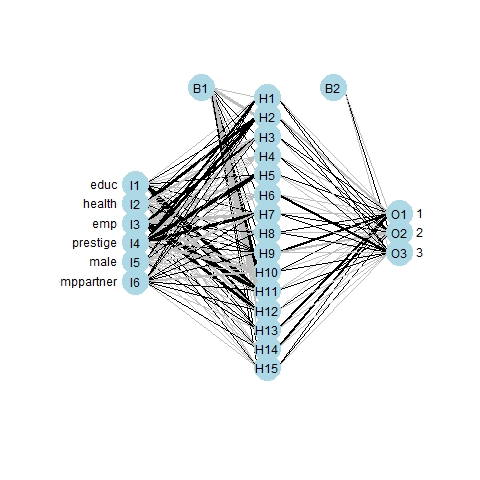 B1
B2
H1
H2
H3
H4
H5
H6
H7
H8
H9
H10
H11
H12
H13
H14
H15
educ I1
health I2
emp I3
prestige I4
male I5
mppartner I6
O1 1
O2 2
O3 3